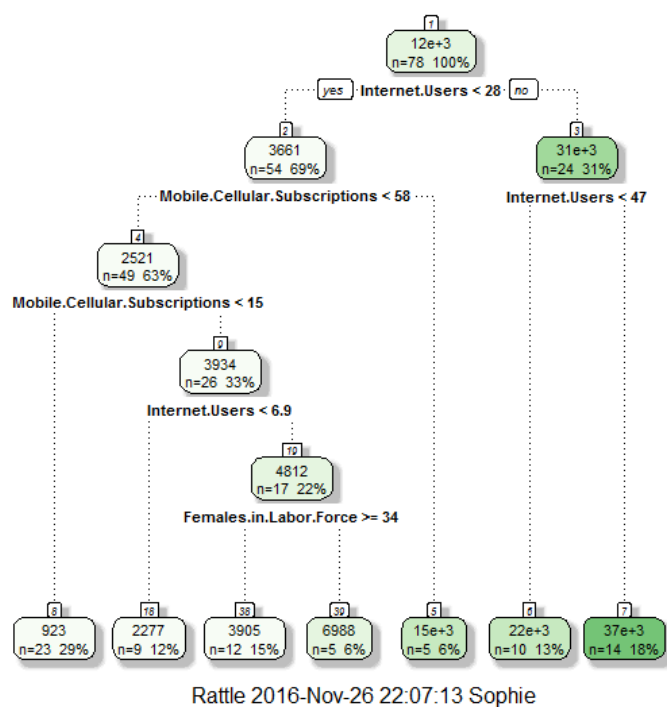 1
12e+3
n=78 100%
yes Internet.Users < 28 no
2 3
3661 31e+3
n=54 69% n=24 31%
Mobile.Cellular.Subscriptions < 58 Internet.Users < 47
4
2521
n=49 63%
Mobile.Cellular.Subscriptions < 15
9
3934
n=26 33%
Internet.Users < 6.9
19
4812
n=17 22%
Females.in.Labor.Force >= 34
8 18 38 39 5 6 7
923 2277 3905 6988 15e+3 22e+3 37e+3
n=23 29% n=9 12% n=12 15% n=5 6% n=5 6% n=10 13% n=14 18%
Rattle 2016-Nov-26 22:07:13 Sophie